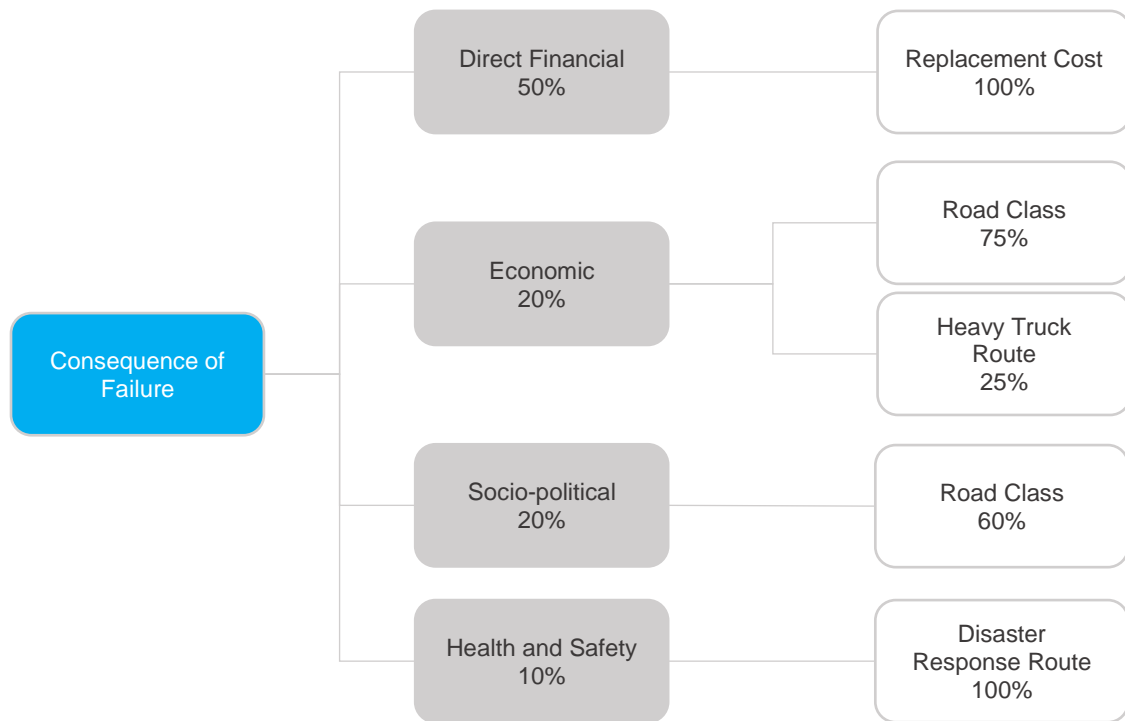 Direct Financial
50%
Replacement Cost
100%
Road Class
75%
Economic
20%
Heavy Truck
Route
25%
Consequence of
Failure
Socio-political
20%
Road Class
60%
Health and Safety
10%
Disaster
Response Route
100%